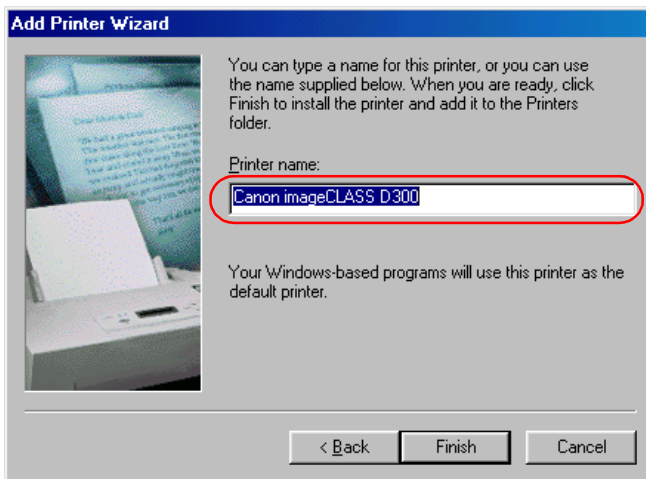 Add Printer Wizard
You can type a name for this printer, or you can use
the name supplied below. When you are ready, click
Finish to install the printer and add it to the Printers
folder.
Printer name:
Canon imageCLASS D300
Your Windows-based programs will use this printer as the
default printer.
< Back
Finish
Cancel